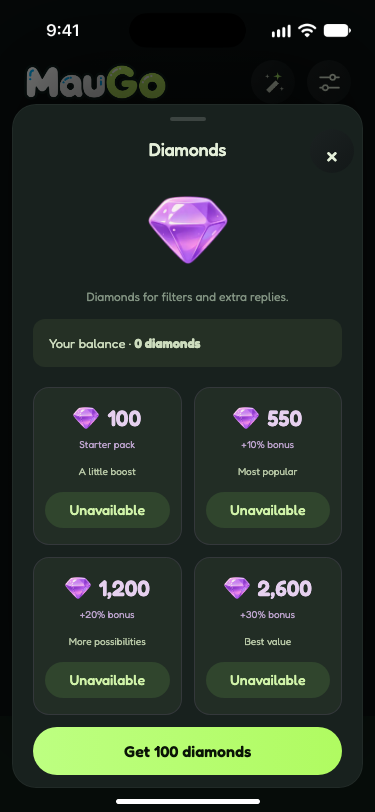 9:41
MauGo
Diamonds
Diamonds for filters and extra replies.
Your balance · 0 diamonds
100
Starter pack
A little boost
Unavailable
550
+10% bonus
Most popular
Unavailable
1,200
+20% bonus
More possibilities
Unavailable
2,600
+30% bonus
Best value
Unavailable
Get 100 diamonds